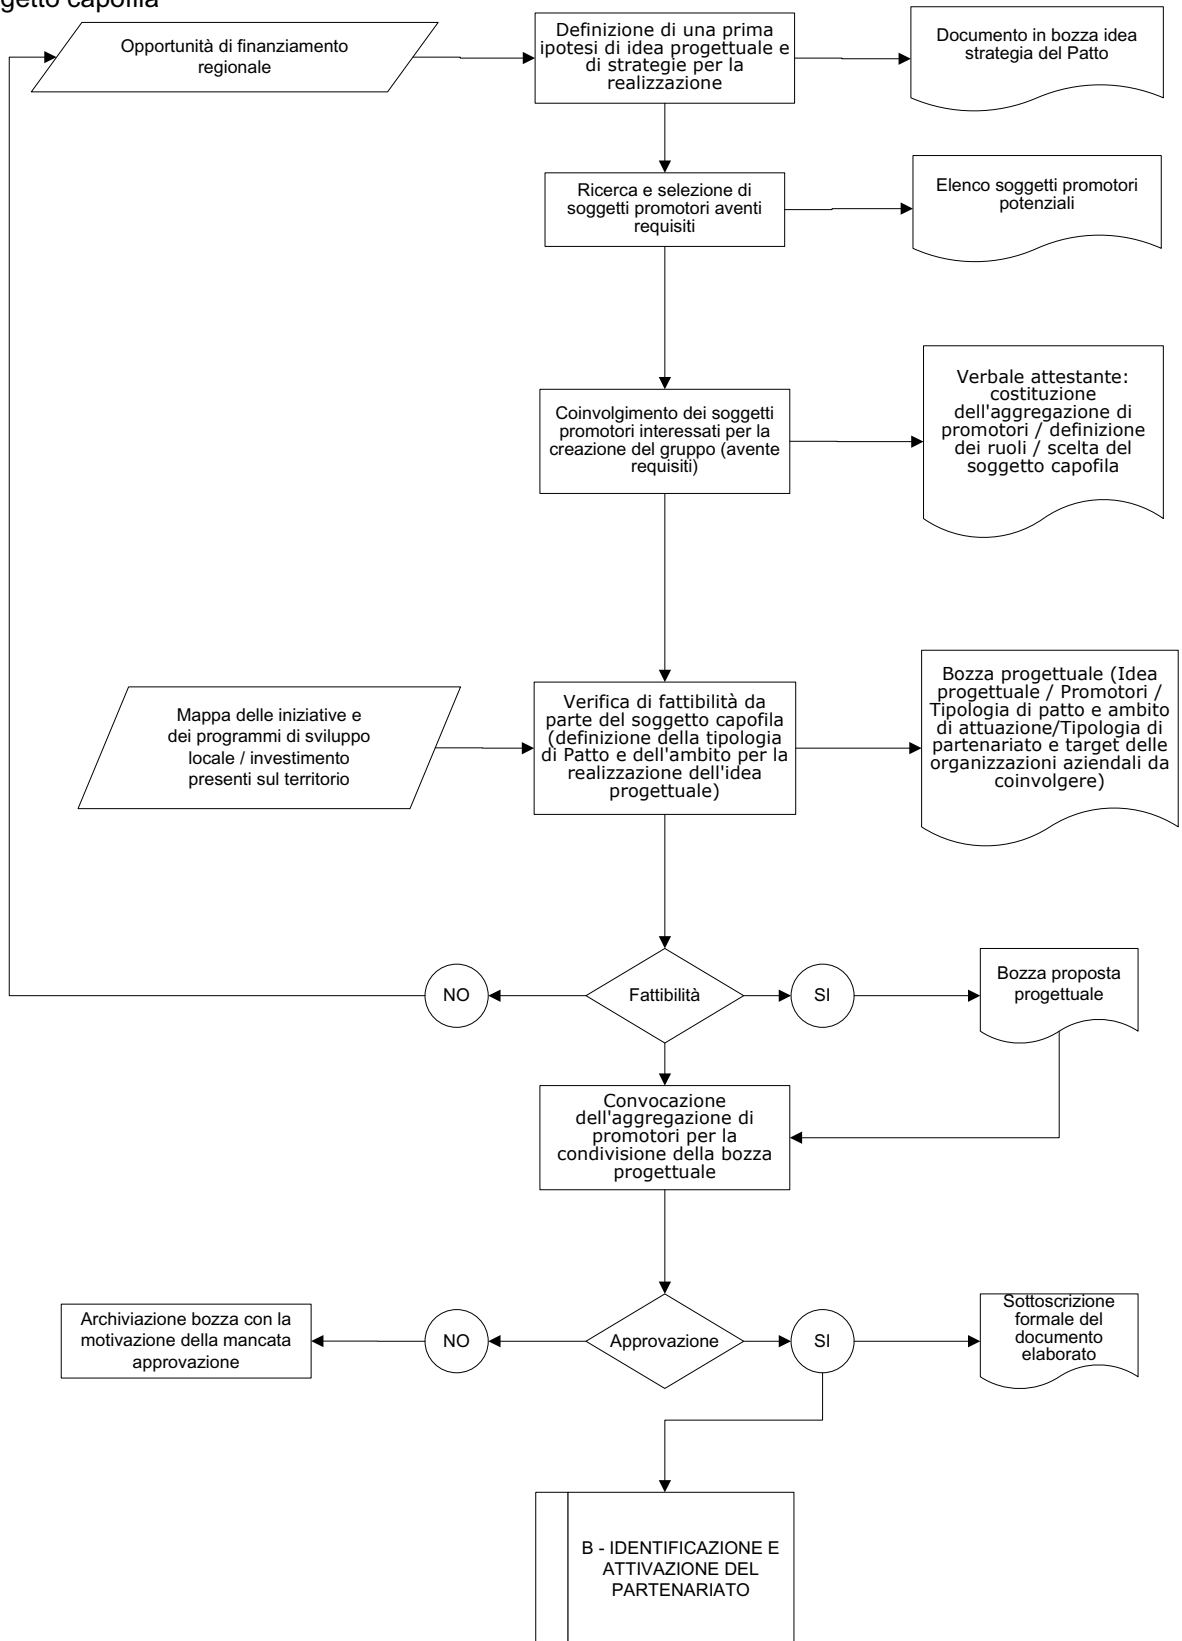 getto capofila
Opportunità di finanziamento
regionale
Definizione di una prima
ipotesi di idea progettuale e
di strategie per la
realizzazione
Documento in bozza idea
strategia del Patto
Ricerca e selezione di
soggetti promotori aventi
requisiti
Elenco soggetti promotori
potenziali
Coinvolgimento dei soggetti
promotori interessati per la
creazione del gruppo (avente
requisiti)
Verbale attestante:
costituzione
dell'aggregazione di
promotori / definizione
dei ruoli / scelta del
soggetto capofila
Mappa delle iniziative e
dei programmi di sviluppo
locale / investimento
presenti sul territorio
Verifica di fattibilità da
parte del soggetto capofila
(definizione della tipologia
di Patto e dell'ambito per la
realizzazione dell'idea
progettuale)
Bozza progettuale (Idea
progettuale / Promotori /
Tipologia di patto e ambito
di attuazione/Tipologia di
partenariato e target delle
organizzazioni aziendali da
coinvolgere)
NO
Fattibilità
SI
Bozza proposta
progettuale
Convocazione
dell'aggregazione di
promotori per la
condivisione della bozza
progettuale
Archiviazione bozza con la
motivazione della mancata
approvazione
NO
Approvazione
SI
Sottoscrizione
formale del
documento
elaborato
B - IDENTIFICAZIONE E
ATTIVAZIONE DEL
PARTENARIATO